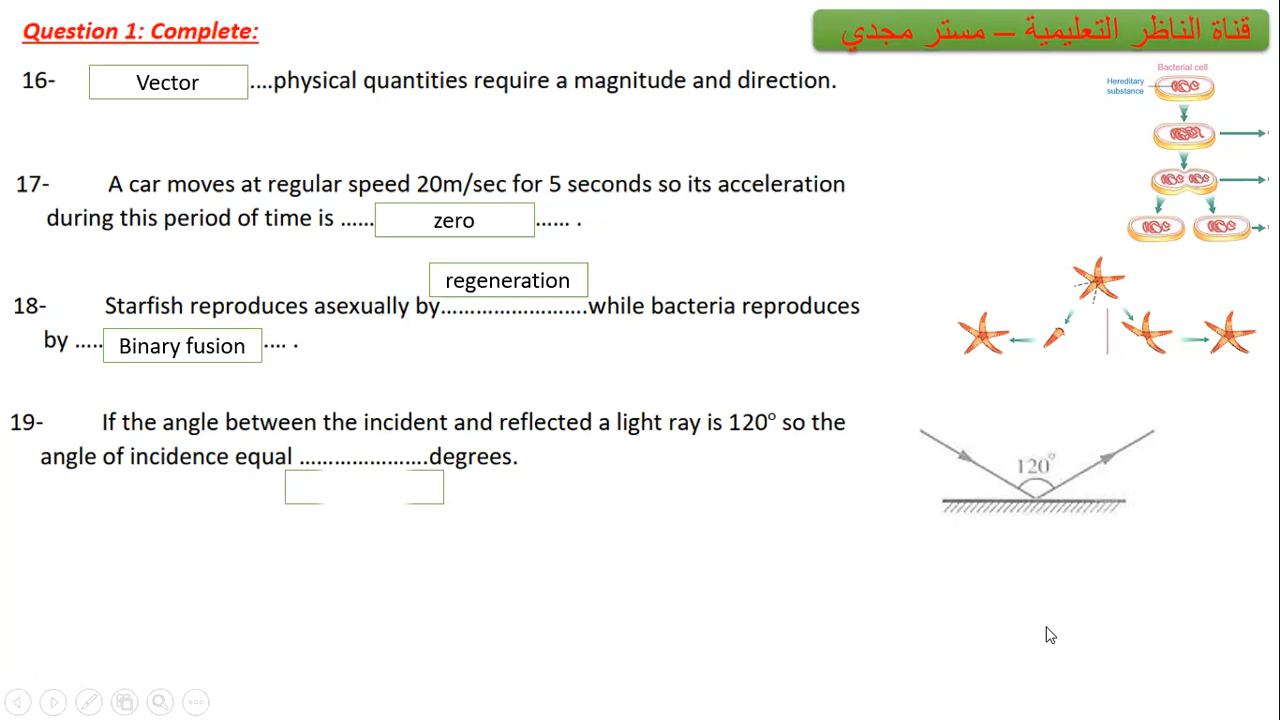 Question 1: Complete:
قناة الناظر التعليمية – مستر مجدي
16- Vector ....physical quantities require a magnitude and direction.
Bacterial cell
Hereditary
substance
17- A car moves at regular speed 20m/sec for 5 seconds so its acceleration
during this period of time is ...... zero ...... .
regeneration
18- Starfish reproduces asexually by.........................while bacteria reproduces
by ..... Binary fusion .... .
19- If the angle between the incident and reflected a light ray is 120° so the
angle of incidence equal ......................degrees.
120°